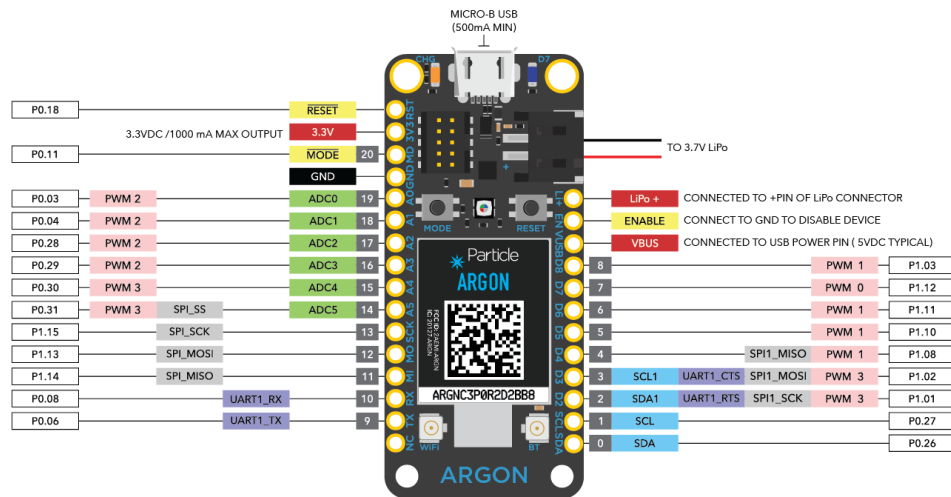 MICRO-B USB
(500mA MIN)
CHG D7
P0.18 RESET RST
3.3VDC /1000 mA MAX OUTPUT 3.3V 3V3
P0.11 MODE 20 MD
GND GND
TO 3.7V LiPo
+
P0.03 PWM 2 ADC0 19 A0
P0.04 PWM 2 ADC1 18 A1
P0.28 PWM 2 ADC2 17 A2
P0.29 PWM 2 ADC3 16 A3
P0.30 PWM 3 ADC4 15 A4
P0.31 PWM 3 SPI_SS ADC5 14 A5
P1.15 SPI_SCK 13 SCK
P1.13 SPI_MOSI 12 MO
P1.14 SPI_MISO 11 MI
P0.08 UART1_RX 10 RX
P0.06 UART1_TX 9 TX
NC
MODE RESET
Particle
ARGON
FCC ID: 2AEMI-ARGN
IC: 20127-ARGN
ARGNC3P0R2D2BB8
WiFi BT
ARGON
LI+ LiPo + CONNECTED TO +PIN OF LiPo CONNECTOR
EN ENABLE CONNECT TO GND TO DISABLE DEVICE
VUSB VBUS CONNECTED TO USB POWER PIN ( 5VDC TYPICAL)
D8 8 PWM 1 P1.03
D7 7 PWM 0 P1.12
D6 6 PWM 1 P1.11
D5 5 PWM 1 P1.10
D4 4 SPI1_MISO PWM 1 P1.08
D3 3 SCL1 UART1_CTS SPI1_MOSI PWM 3 P1.02
D2 2 SDA1 UART1_RTS SPI1_SCK PWM 3 P1.01
SCL 1 SCL P0.27
SDA 0 SDA P0.26